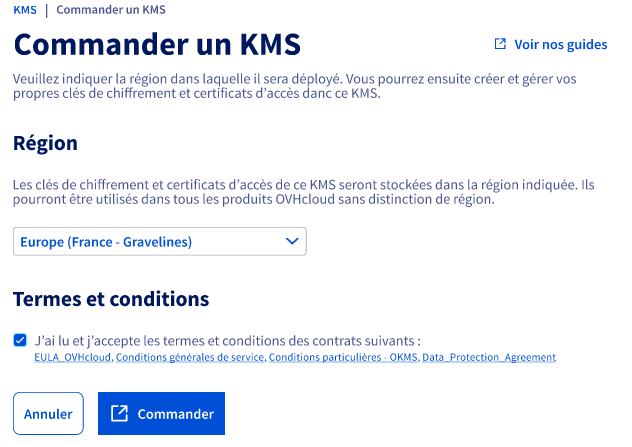 KMS | Commander un KMS
Commander un KMS
Voir nos guides
Veuillez indiquer la région dans laquelle il sera déployé. Vous pourrez ensuite créer et gérer vos
propres clés de chiffrement et certificats d'accès danc ce KMS.
Région
Les clés de chiffrement et certificats d'accès de ce KMS seront stockées dans la région indiquée. Ils
pourront être utilisés dans tous les produits OVHcloud sans distinction de région.
Europe (France - Gravelines)
Termes et conditions
J'ai lu et j'accepte les termes et conditions des contrats suivants :
EULA_OVHcloud, Conditions générales de service, Conditions particulières - OKMS, Data_Protection_Agreement
Annuler
Commander